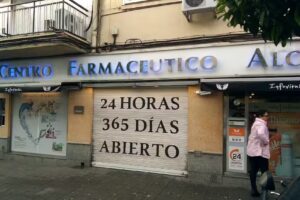 CENTRO FARMACEUTICO ALC
24 HORAS
365 DÍAS
ABIERTO
24